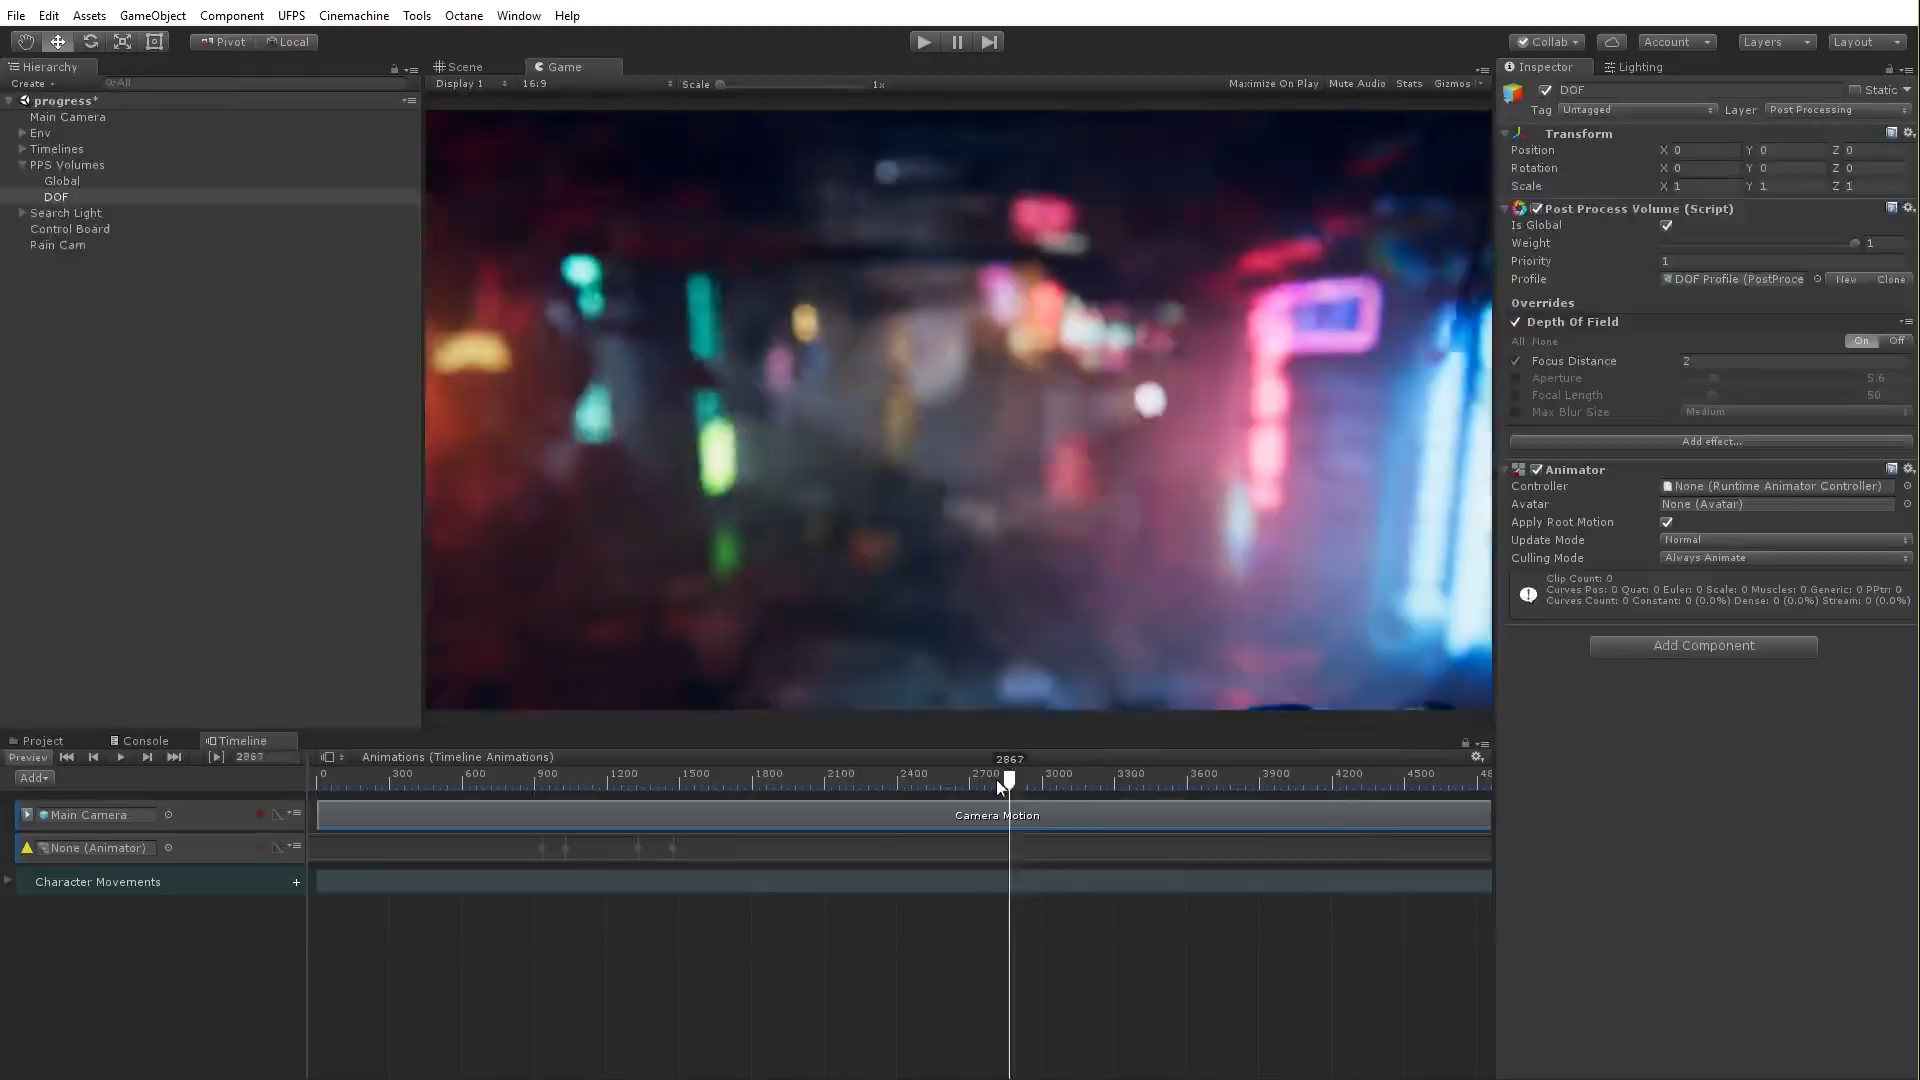 File Edit Assets GameObject Component UFPS Cinemachine Tools Octane Window Help
Pivot Local Collab Account Layers Layout
Hierarchy Scene Game Inspector Lighting
Create All Display 1 16:9 Scale 1x Maximize On Play Mute Audio Stats Gizmos
DOF Static
progress*
Tag Untagged Layer Post Processing
Main Camera
Env
Timelines
PPS Volumes
Global
DOF
Search Light
Control Board
Rain Cam
Transform
Position X 0 Y 0 Z 0
Rotation X 0 Y 0 Z 0
Scale X 1 Y 1 Z 1
Post Process Volume (Script)
Is Global
Weight 1
Priority 1
Profile DOF Profile (PostProce New Clone
Overrides
Depth Of Field
All None On Off
Focus Distance 2
Aperture 5.6
Focal Length 50
Max Blur Size Medium
Add effect...
Animator
Controller None (Runtime Animator Controller)
Avatar None (Avatar)
Apply Root Motion
Update Mode Normal
Culling Mode Always Animate
Clip Count: 0
Curves Pos: 0 Quat: 0 Euler: 0 Scale: 0 Muscles: 0 Generic: 0 PPtr: 0
Curves Count: 0 Constant: 0 (0.0%) Dense: 0 (0.0%) Stream: 0 (0.0%)
Add Component
Project Console Timeline
Preview 2867 Animations (Timeline Animations) 2867
Add 0 300 600 900 1200 1500 1800 2100 2400 2700 3000 3300 3600 3900 4200 4500 48
Main Camera Camera Motion
None (Animator)
Character Movements +